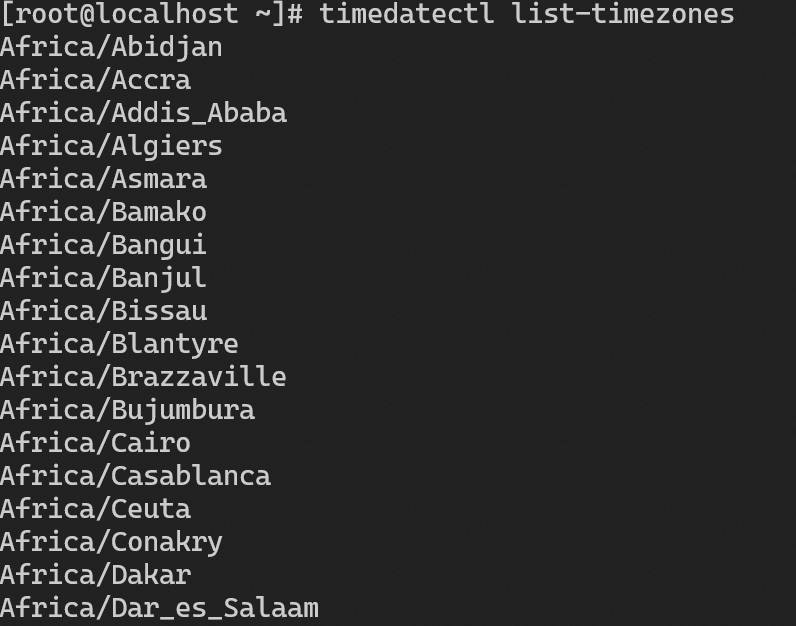 [root@localhost ~]# timedatectl list-timezones
Africa/Abidjan
Africa/Accra
Africa/Addis_Ababa
Africa/Algiers
Africa/Asmara
Africa/Bamako
Africa/Bangui
Africa/Banjul
Africa/Bissau
Africa/Blantyre
Africa/Brazzaville
Africa/Bujumbura
Africa/Cairo
Africa/Casablanca
Africa/Ceuta
Africa/Conakry
Africa/Dakar
Africa/Dar_es_Salaam